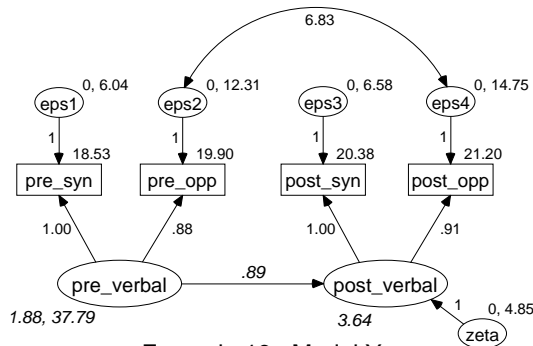 6.83
0, 6.04
0, 12.31
0, 6.58
0, 14.75
eps1
eps2
eps3
eps4
1
1
1
1
18.53
19.90
20.38
21.20
pre_syn
pre_opp
post_syn
post_opp
1.00
.88
1.00
.91
.89
pre_verbal
post_verbal
1.88, 37.79
3.64
1
0, 4.85
zeta